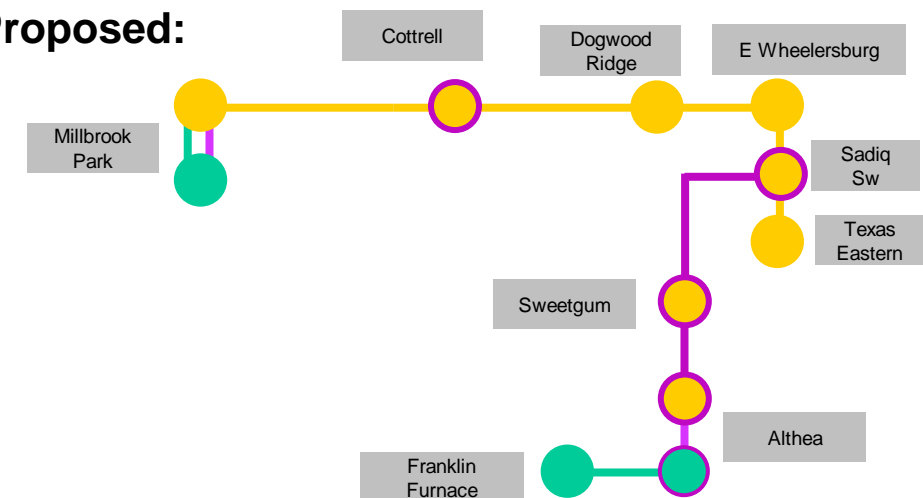 Proposed:
Cottrell
Dogwood
Ridge
E Wheelersburg
Millbrook
Park
Sadiq
Sw
Texas
Eastern
Sweetgum
Althea
Franklin
Furnace